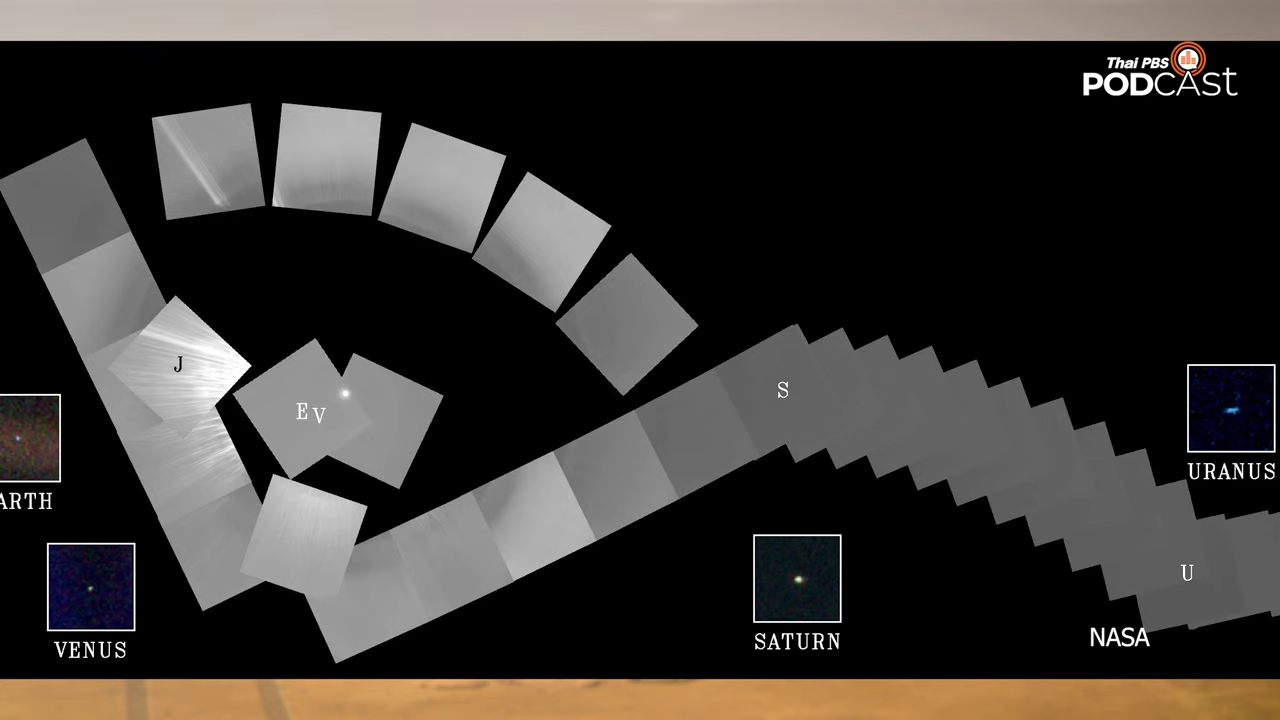 Thai PBS
PODCAST
J
E V
S
U
ARTH
VENUS
SATURN
URANUS
NASA